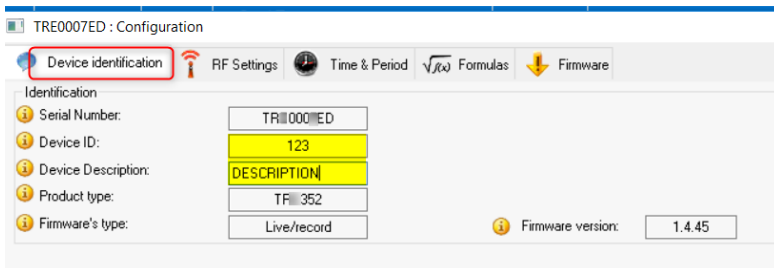 TRE0007ED : Configuration
Device identification RF Settings Time & Period √f(x) Formulas Firmware
Identification
Serial Number:
Device ID: 123
Device Description: DESCRIPTION
Product type:
Firmware's type: Live/record Firmware version: 1.4.45